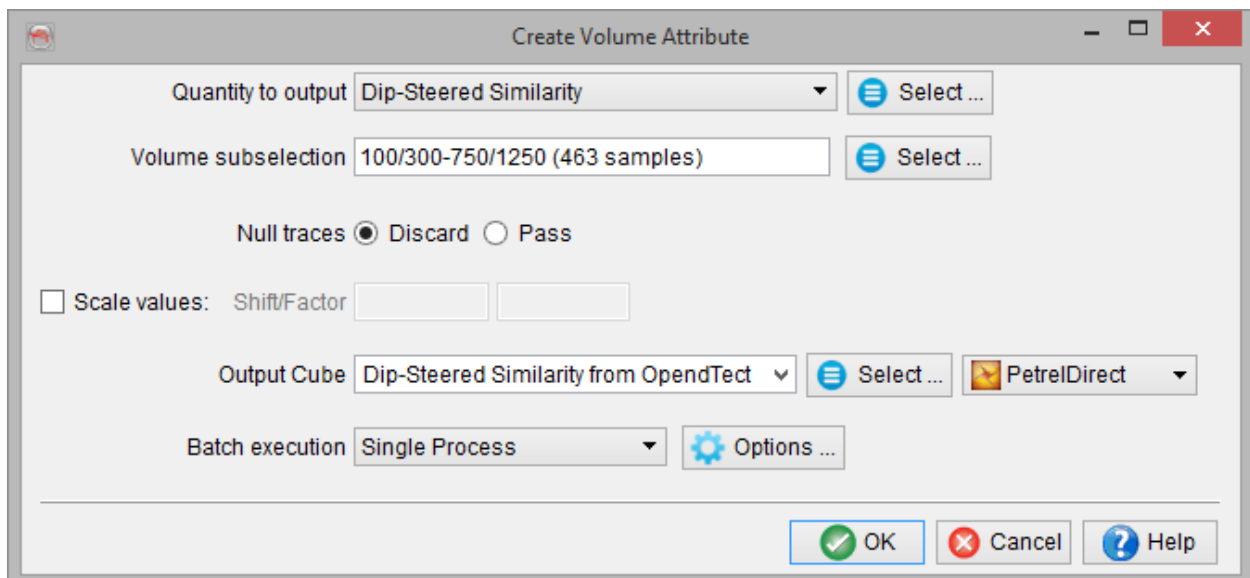 Create Volume Attribute
Quantity to output Dip-Steered Similarity Select ...
Volume subselection 100/300-750/1250 (463 samples) Select ...
Null traces Discard Pass
Scale values: Shift/Factor
Output Cube Dip-Steered Similarity from OpendTect Select ... PetrelDirect
Batch execution Single Process Options ...
OK Cancel Help